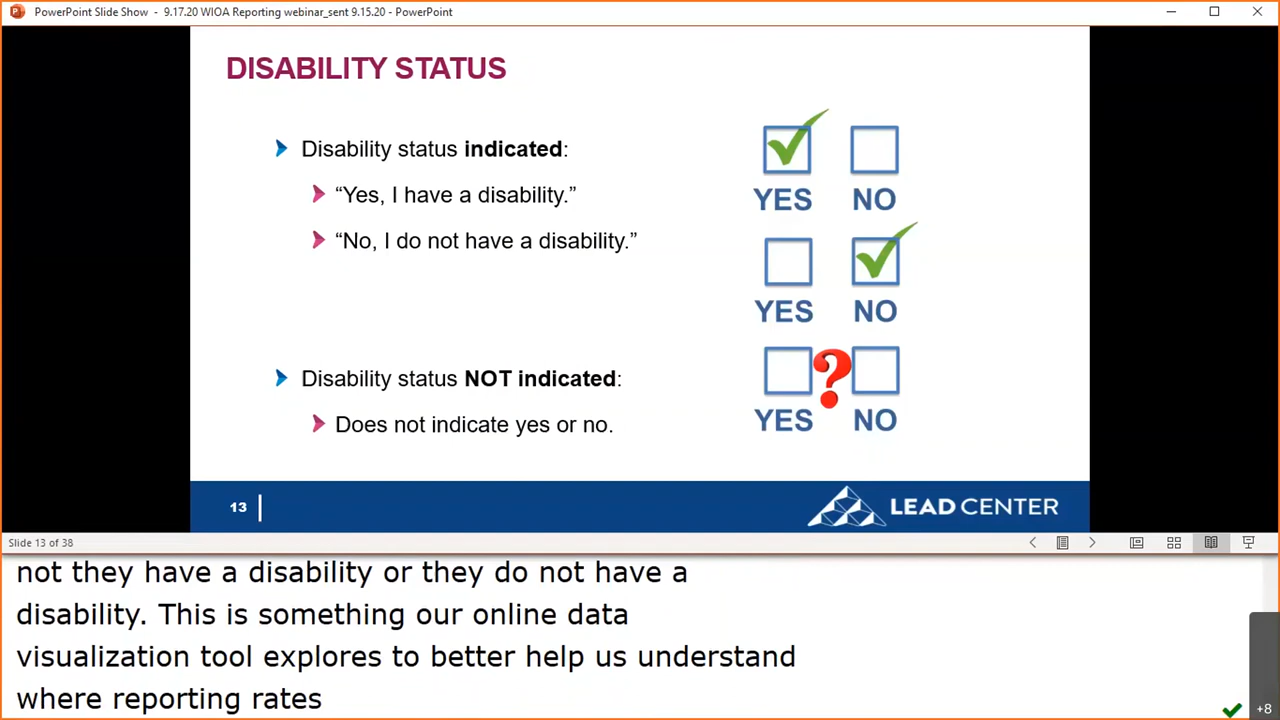 PowerPoint Slide Show - 9.17.20 WIOA Reporting webinar_sent 9.15.20 - PowerPoint
DISABILITY STATUS
Disability status indicated:
“Yes, I have a disability.”
“No, I do not have a disability.”
YES NO
YES NO
Disability status NOT indicated:
Does not indicate yes or no.
?
YES NO
13
LEAD CENTER
Slide 13 of 38
not they have a disability or they do not have a
disability. This is something our online data
visualization tool explores to better help us understand
where reporting rates
+8